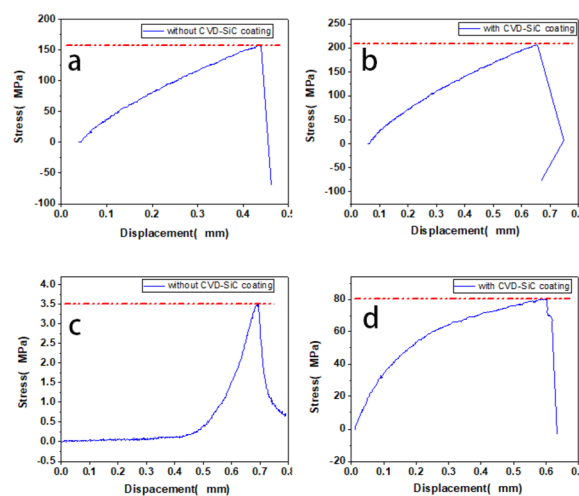 without CVD-SiC coating
a
Stress( MPa)
200
150
100
50
0
-50
-100
0.0 0.1 0.2 0.3 0.4 0.5
Displacement( mm)
with CVD-SiC coating
b
Stress( MPa)
250
200
150
100
50
0
-50
-100
0.0 0.1 0.2 0.3 0.4 0.5 0.6 0.7 0.8
Displacement( mm)
without CVD-SiC coating
c
Stress( MPa)
4.5
4.0
3.5
3.0
2.5
2.0
1.5
1.0
0.5
0.0
-0.5
0.0 0.1 0.2 0.3 0.4 0.5 0.6 0.7 0.8
Dispacement( mm)
with CVD-SiC coating
d
Stress( MPa)
80
60
40
20
0
-20
0.0 0.1 0.2 0.3 0.4 0.5 0.6 0.7
Displacement( mm)